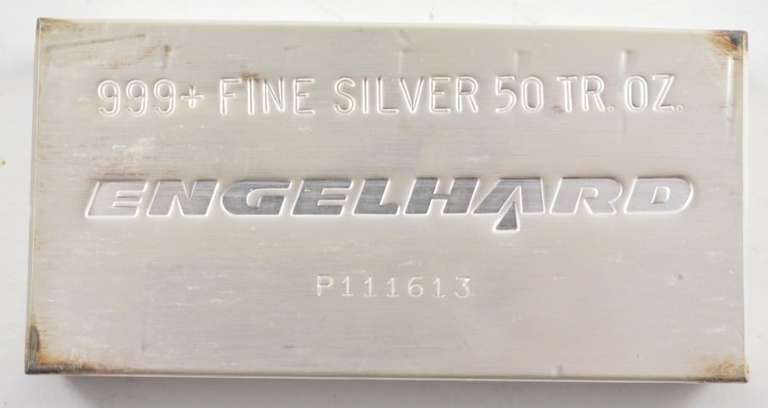 999+ FINE SILVER 50 TR. OZ.
ENGELHARD
P111613